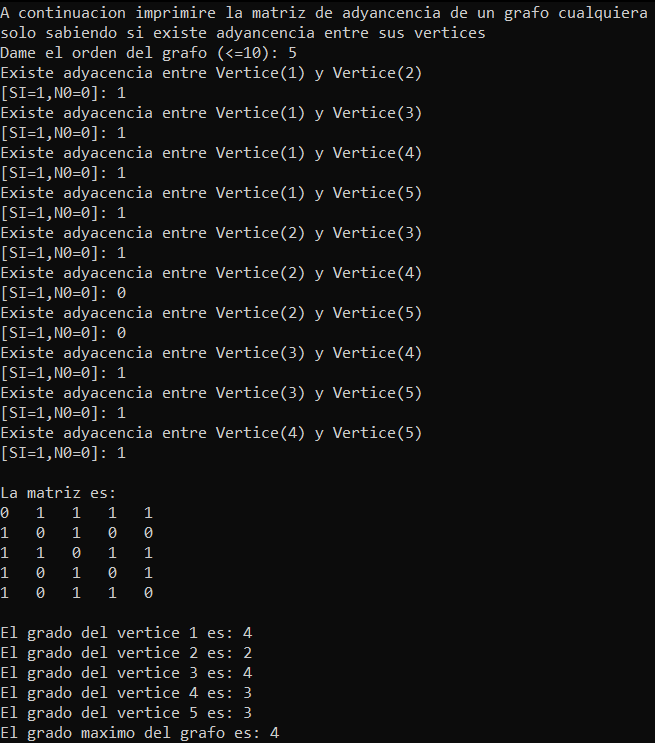 A continuacion imprimire la matriz de adyancencia de un grafo cualquiera
solo sabiendo si existe adyancencia entre sus vertices
Dame el orden del grafo (<=10): 5
Existe adyacencia entre Vertice(1) y Vertice(2)
[SI=1,N0=0]: 1
Existe adyacencia entre Vertice(1) y Vertice(3)
[SI=1,N0=0]: 1
Existe adyacencia entre Vertice(1) y Vertice(4)
[SI=1,N0=0]: 1
Existe adyacencia entre Vertice(1) y Vertice(5)
[SI=1,N0=0]: 1
Existe adyacencia entre Vertice(2) y Vertice(3)
[SI=1,N0=0]: 1
Existe adyacencia entre Vertice(2) y Vertice(4)
[SI=1,N0=0]: 0
Existe adyacencia entre Vertice(2) y Vertice(5)
[SI=1,N0=0]: 0
Existe adyacencia entre Vertice(3) y Vertice(4)
[SI=1,N0=0]: 1
Existe adyacencia entre Vertice(3) y Vertice(5)
[SI=1,N0=0]: 1
Existe adyacencia entre Vertice(4) y Vertice(5)
[SI=1,N0=0]: 1
La matriz es:
0 1 1 1 1
1 0 1 0 0
1 1 0 1 1
1 0 1 0 1
1 0 1 1 0
El grado del vertice 1 es: 4
El grado del vertice 2 es: 2
El grado del vertice 3 es: 4
El grado del vertice 4 es: 3
El grado del vertice 5 es: 3
El grado maximo del grafo es: 4